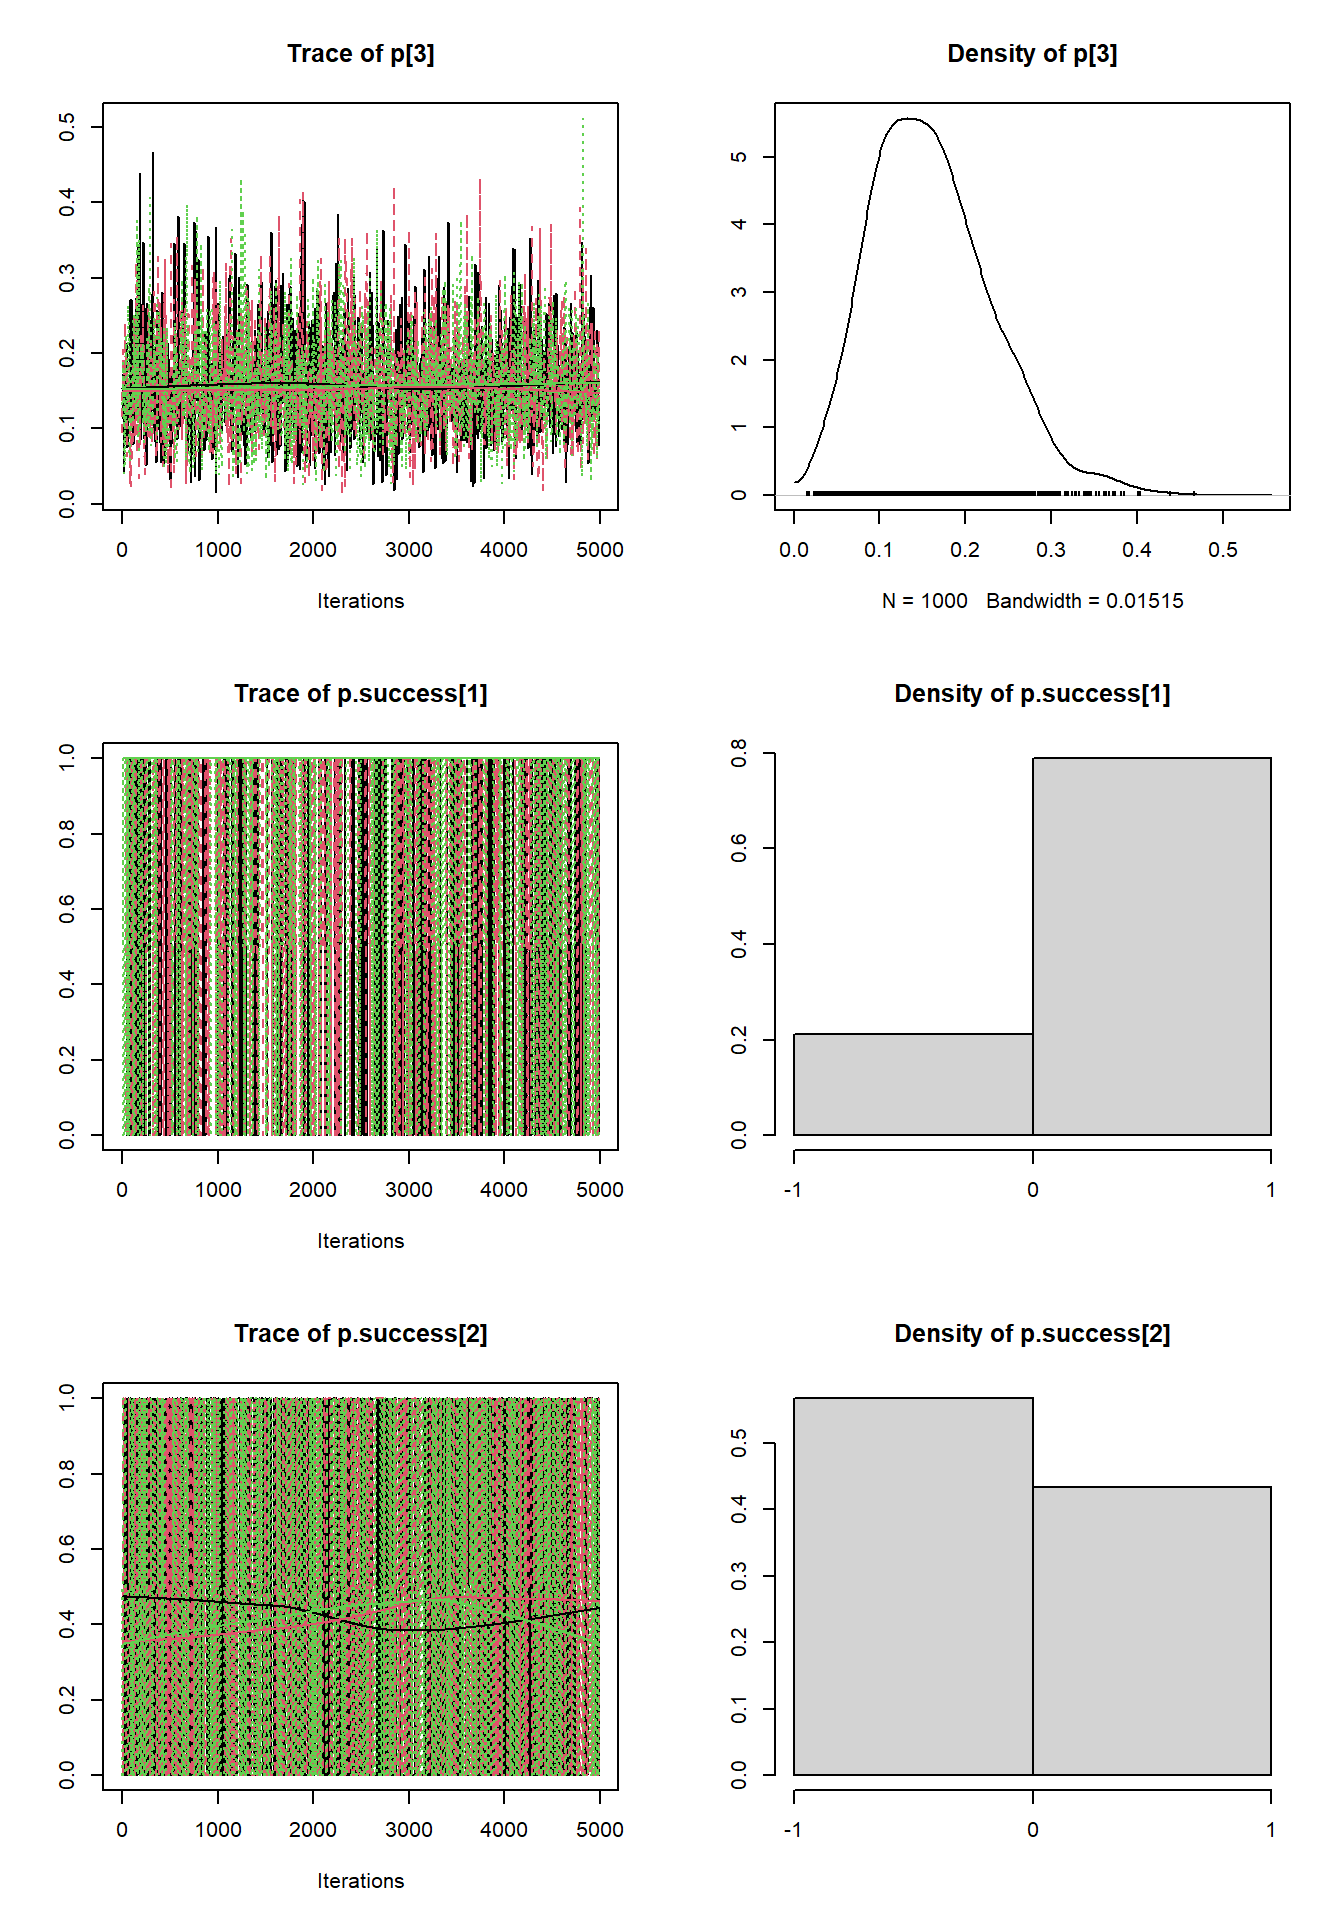 Trace of p[3]
0.5
0.4
0.3
0.2
0.1
0.0
0 1000 2000 3000 4000 5000
Iterations
Density of p[3]
5
4
3
2
1
0
0.0 0.1 0.2 0.3 0.4 0.5
N = 1000 Bandwidth = 0.01515
Trace of p.success[1]
1.0
0.8
0.6
0.4
0.2
0.0
0 1000 2000 3000 4000 5000
Iterations
Density of p.success[1]
0.8
0.6
0.4
0.2
0.0
-1 0 1
Trace of p.success[2]
1.0
0.8
0.6
0.4
0.2
0.0
0 1000 2000 3000 4000 5000
Iterations
Density of p.success[2]
0.5
0.4
0.3
0.2
0.1
0.0
-1 0 1